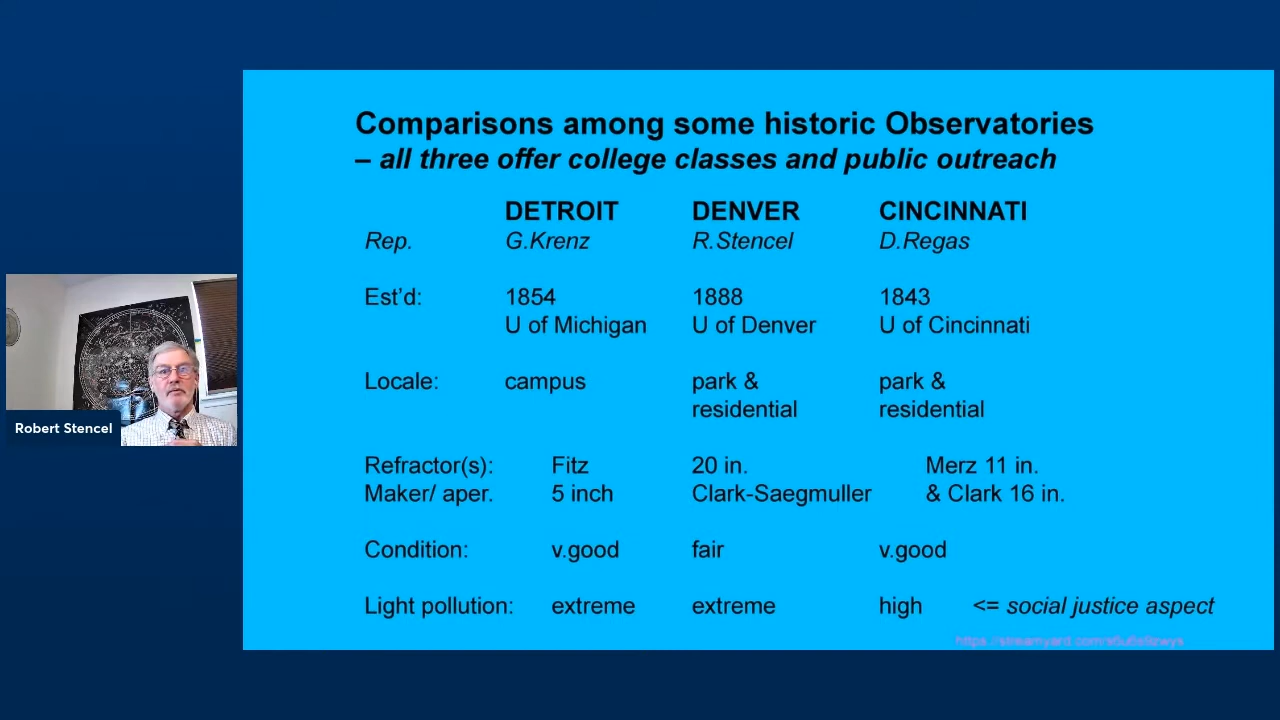 Comparisons among some historic Observatories
– all three offer college classes and public outreach
DETROIT DENVER CINCINNATI
Rep. G.Krenz R.Stencel D.Regas
Est'd: 1854 1888 1843
U of Michigan U of Denver U of Cincinnati
Locale: campus park & park &
residential residential
Refractor(s): Fitz 20 in. Merz 11 in.
Maker/ aper. 5 inch Clark-Saegmuller & Clark 16 in.
Condition: v.good fair v.good
Light pollution: extreme extreme high <= social justice aspect
Robert Stencel